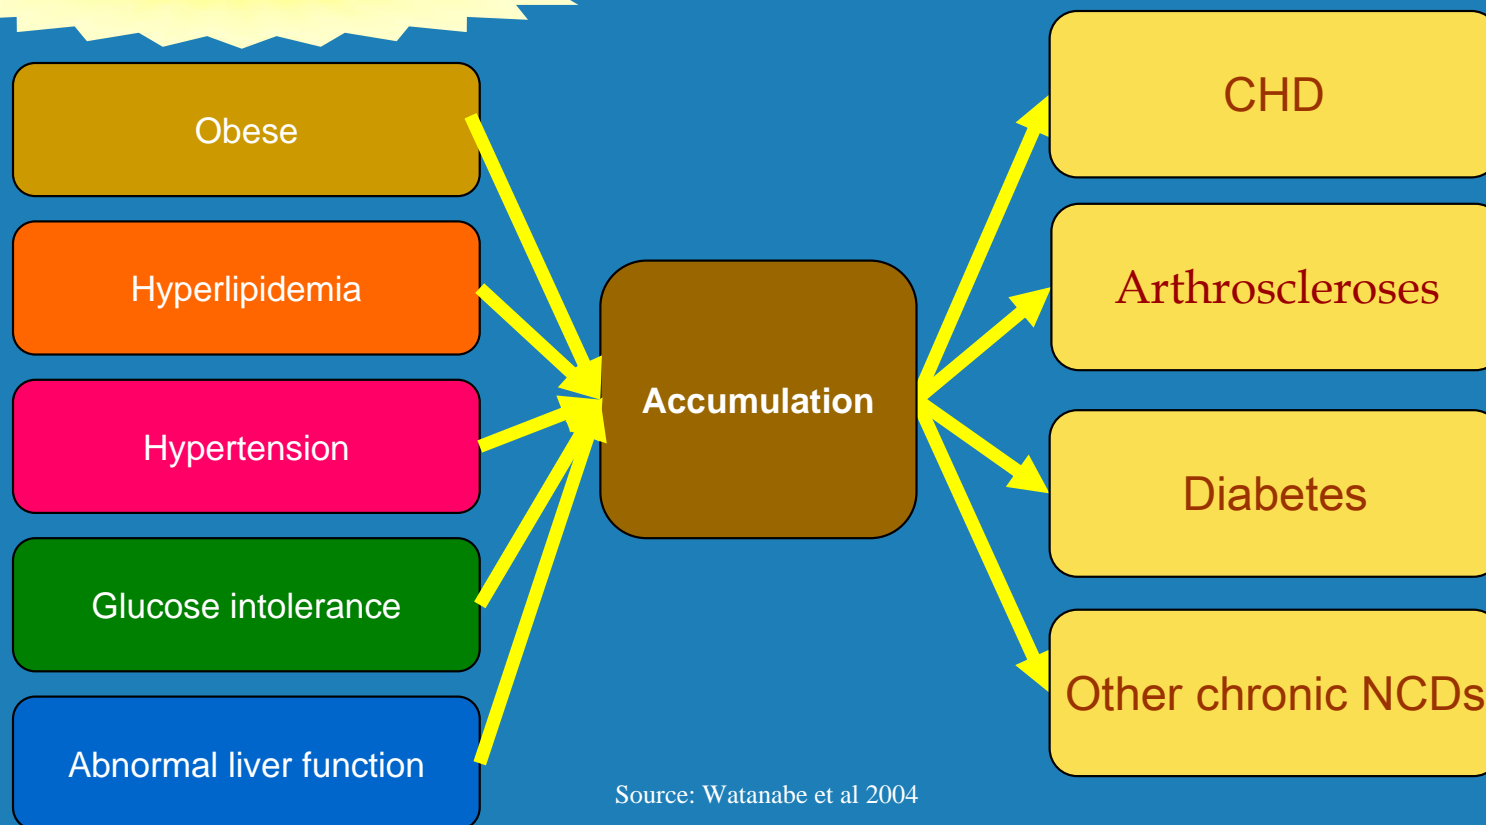 Obese
Hyperlipidemia
Hypertension
Glucose intolerance
Abnormal liver function
Accumulation
CHD
Arthroscleroses
Diabetes
Other chronic NCDs
Source: Watanabe et al 2004